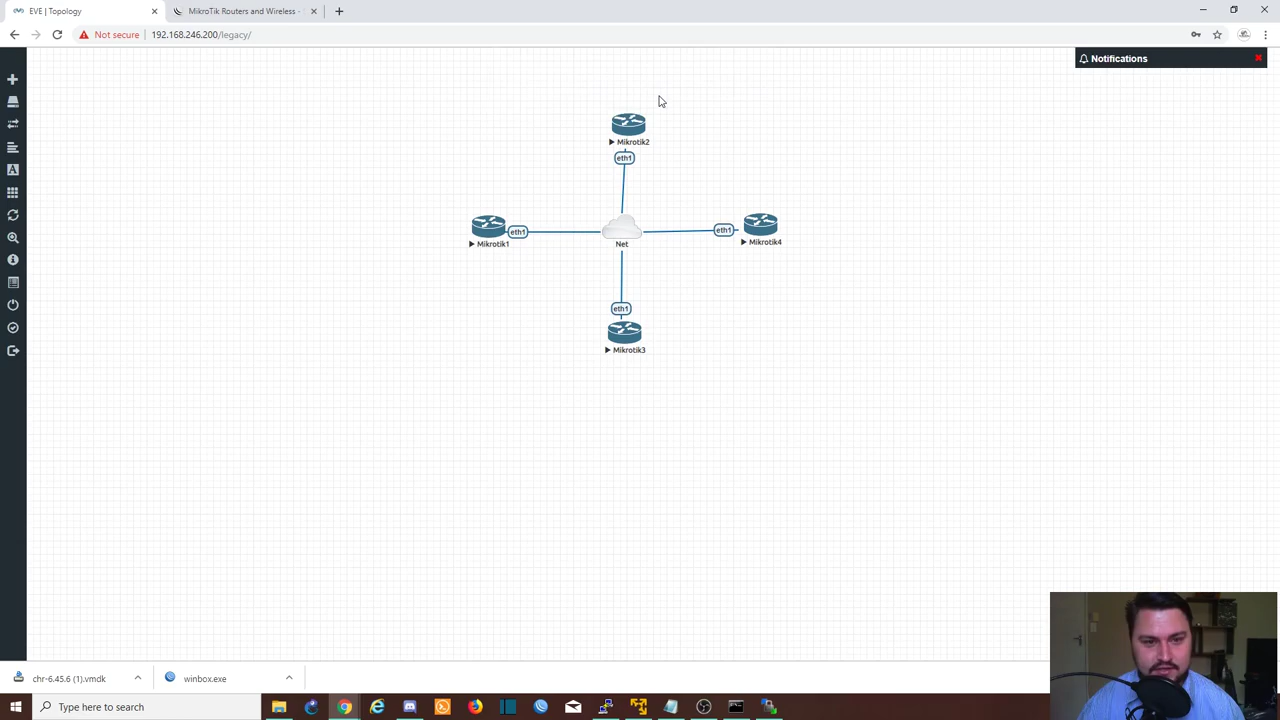 EVE | Topology
MikroTik Routers and Wireless -
Not secure
192.168.246.200/legacy/
Notifications
Mikrotik2
eth1
Mikrotik1
eth1
Net
eth1
Mikrotik4
eth1
Mikrotik3
chr-6.45.6 (1).vmdk
winbox.exe
Type here to search